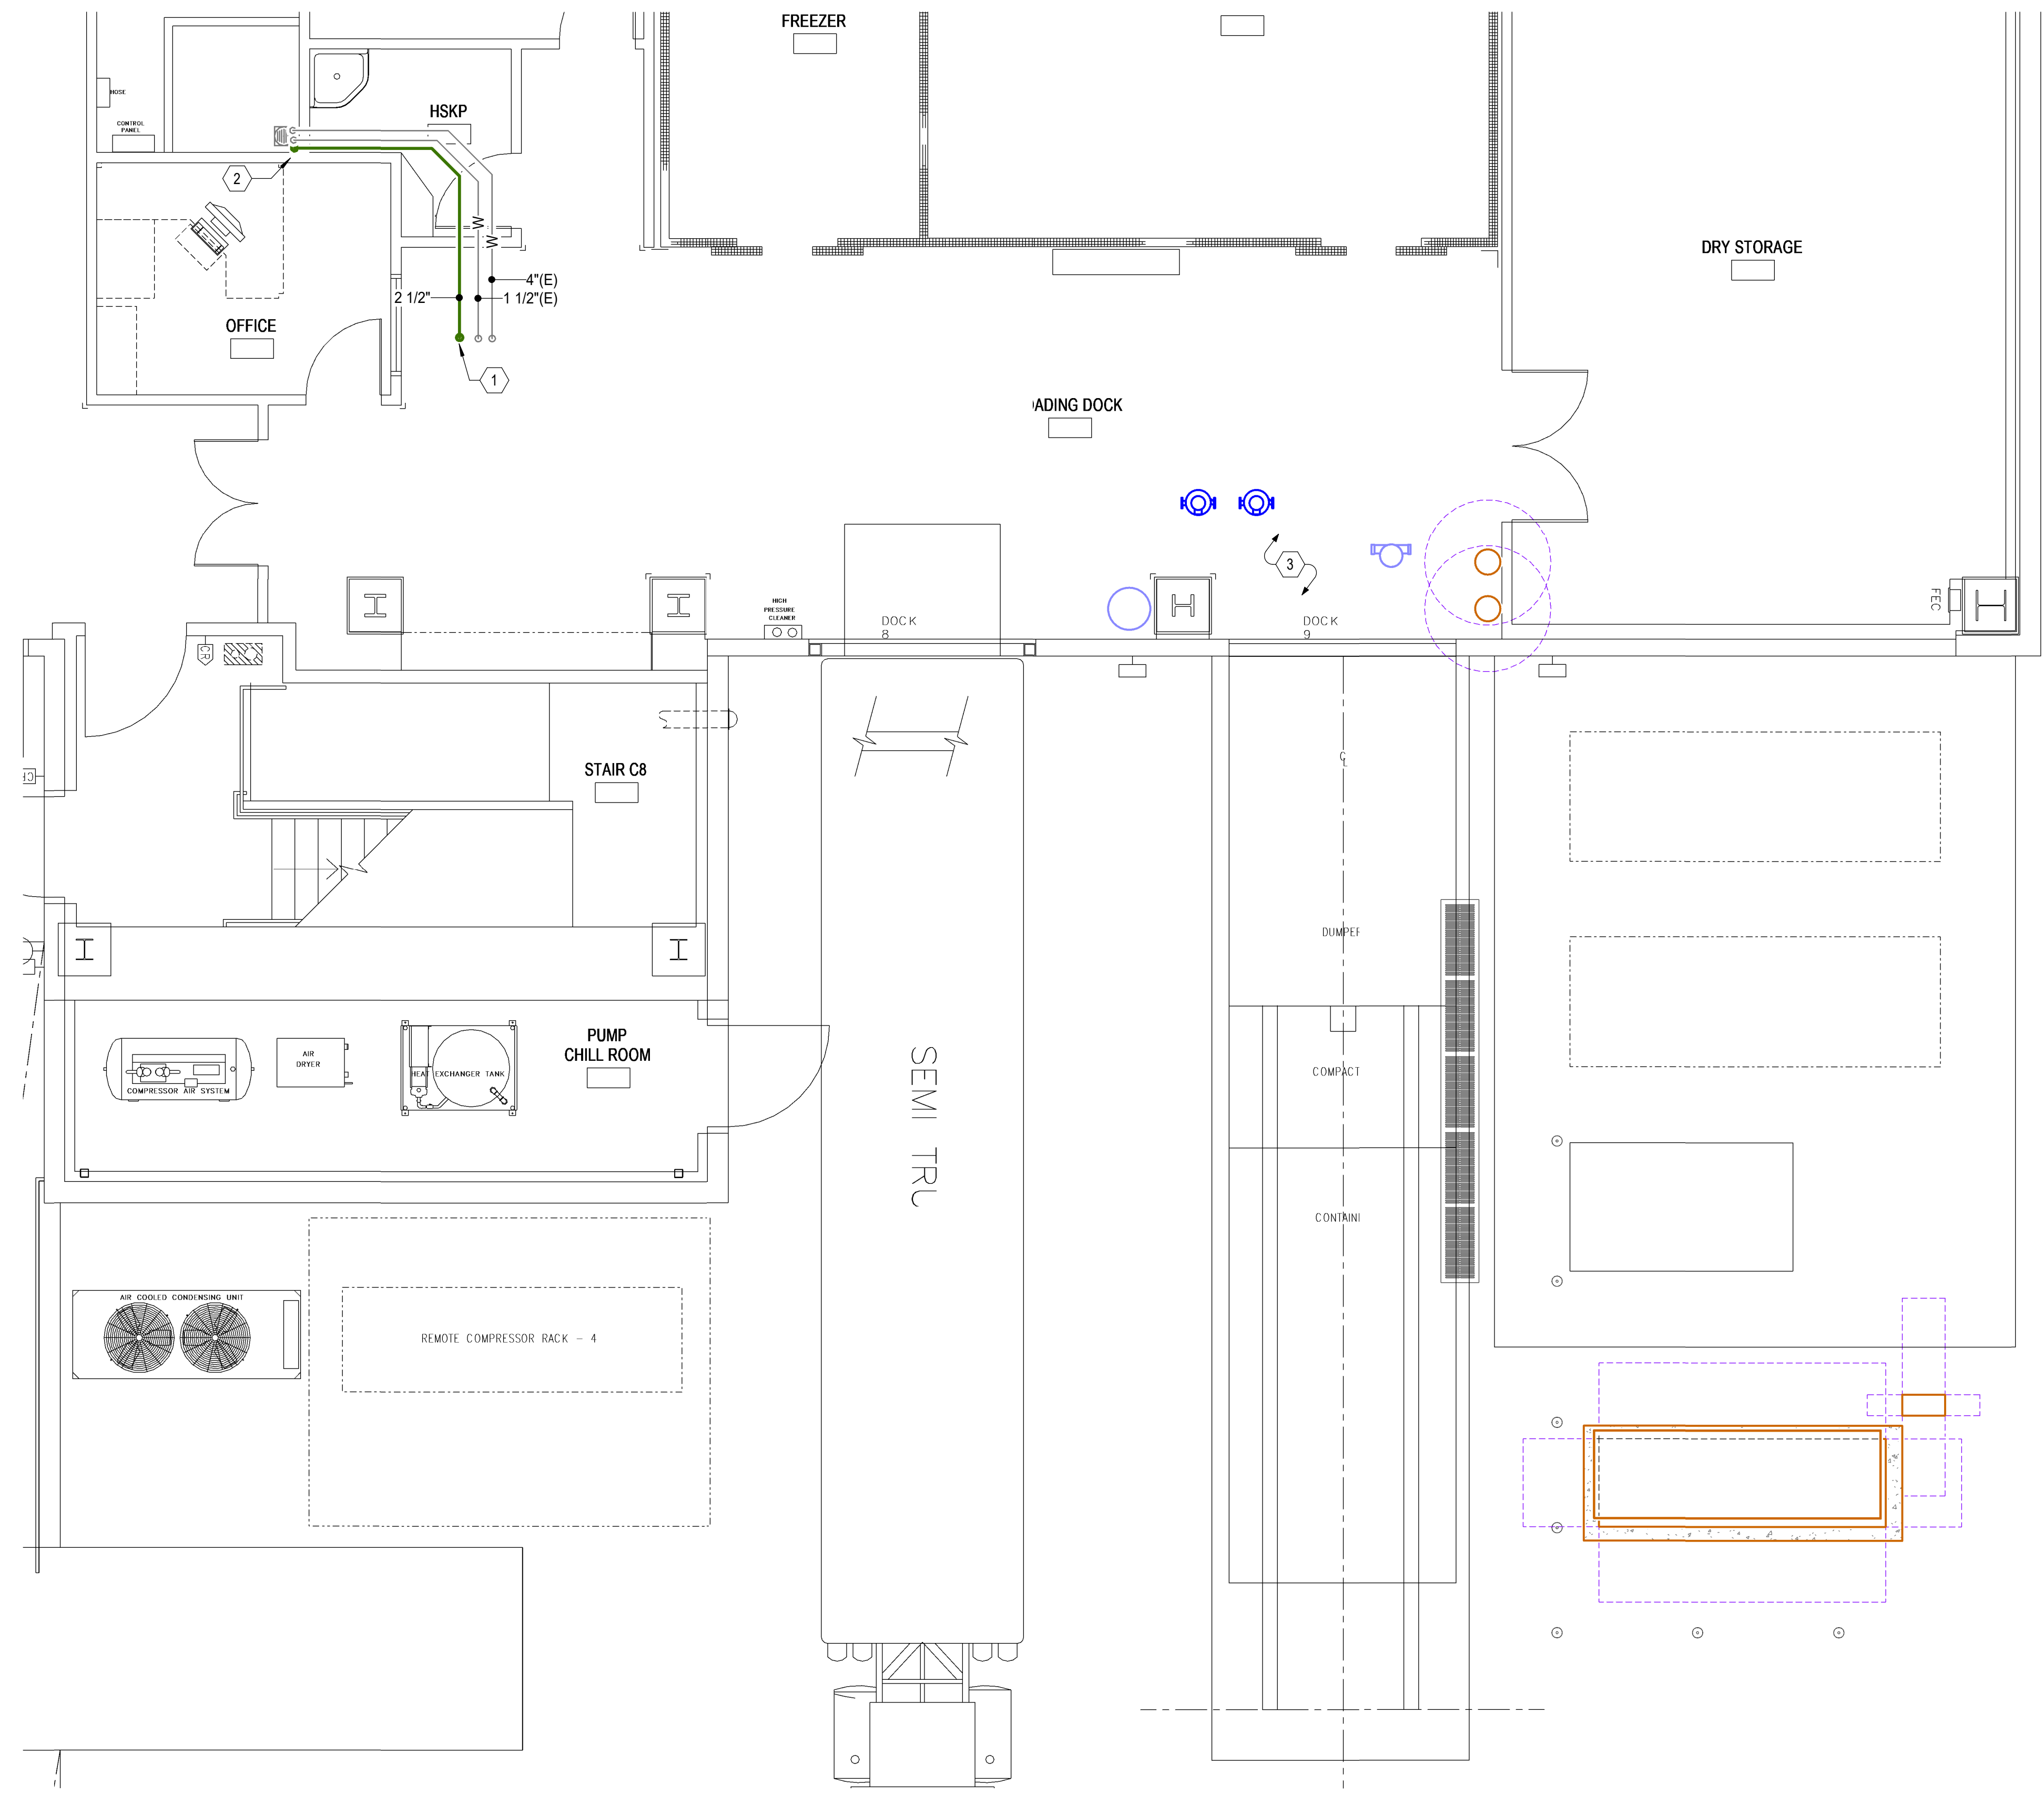 FREEZER
HOSE
CONTROL
PANEL
HSKP
2
W
W
DRY STORAGE
4"(E)
2 1/2"
1 1/2"(E)
OFFICE
1
ADING DOCK
3
HIGH
PRESSURE
CLEANER
DOCK
8
DOCK
9
FEC
CR
STAIR C8
CL
DUMPER
PUMP
CHILL ROOM
AIR
DRYER
HEAT EXCHANGER TANK
COMPRESSOR AIR SYSTEM
COMPACT
SEMI TRU
CONTAIN
AIR COOLED CONDENSING UNIT
REMOTE COMPRESSOR RACK - 4